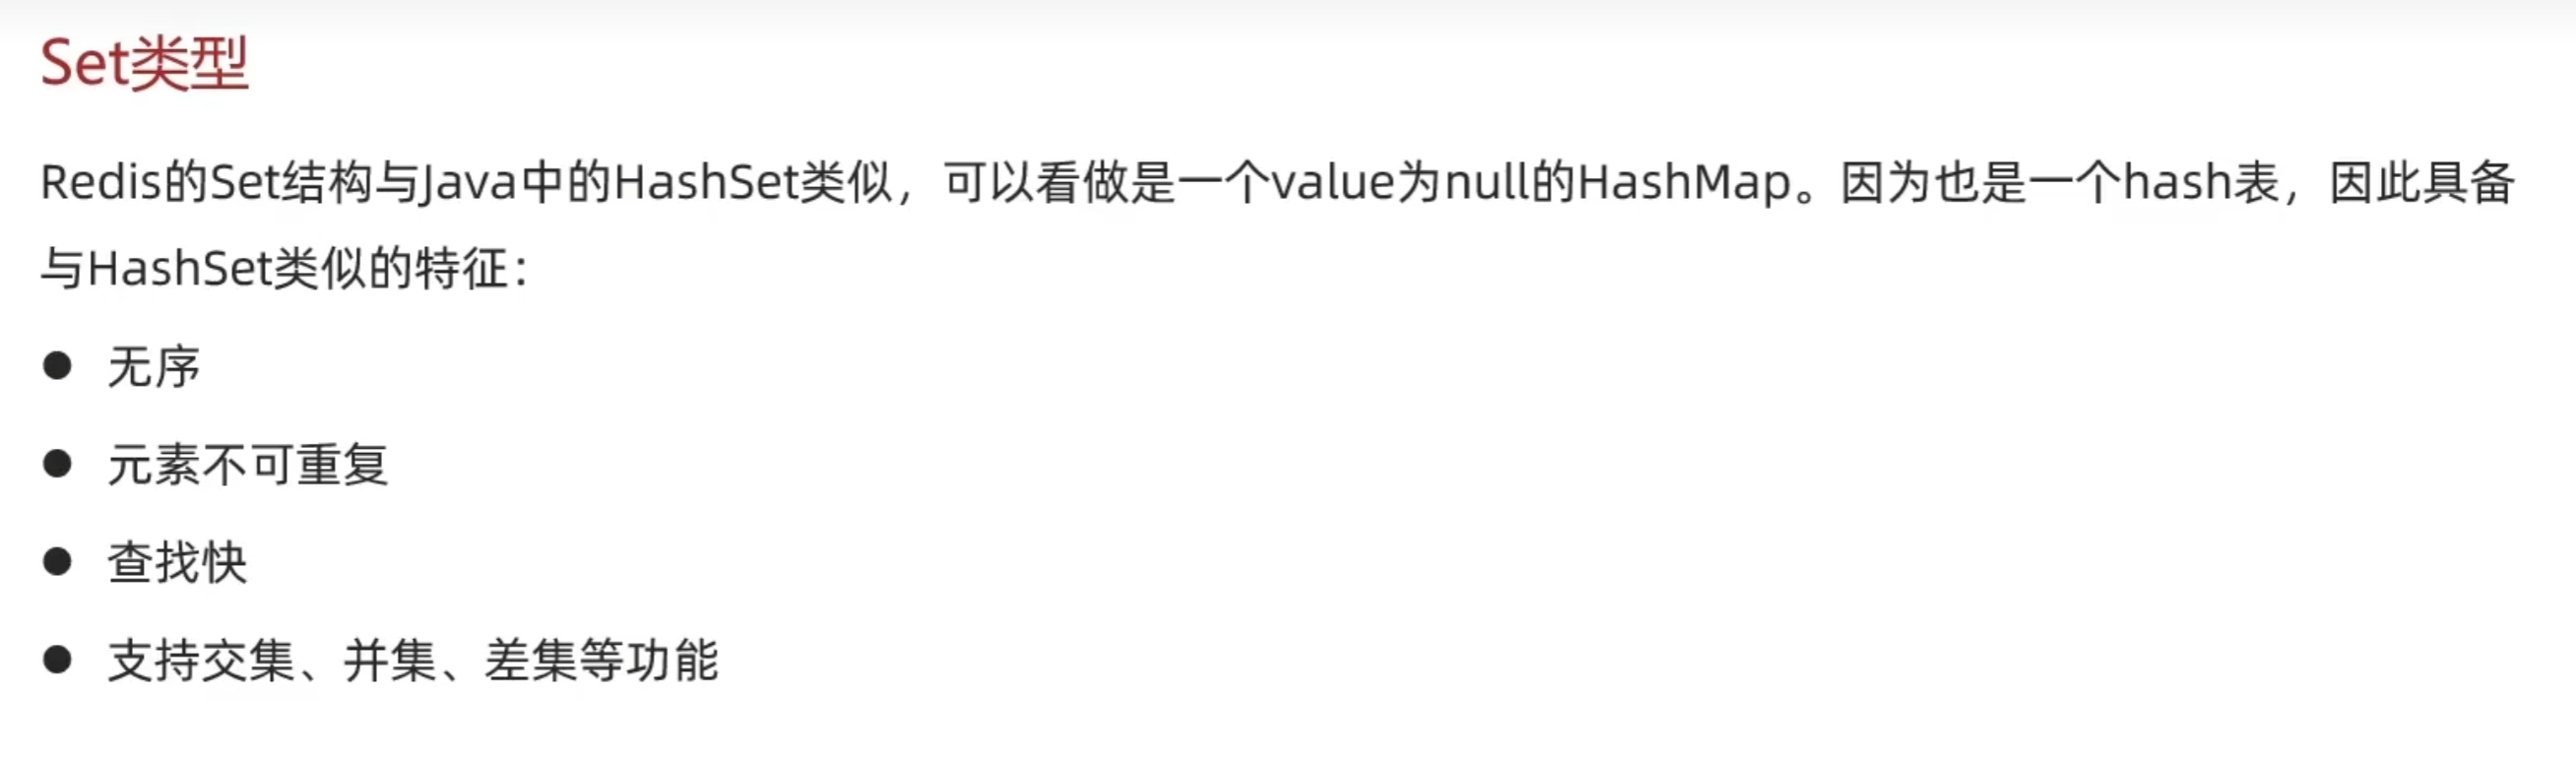 Set类型
Redis的Set结构与Java中的HashSet类似，可以看做是一个value为null的HashMap。因为也是一个hash表，因此具备
与HashSet类似的特征：
● 无序
● 元素不可重复
● 查找快
● 支持交集、并集、差集等功能